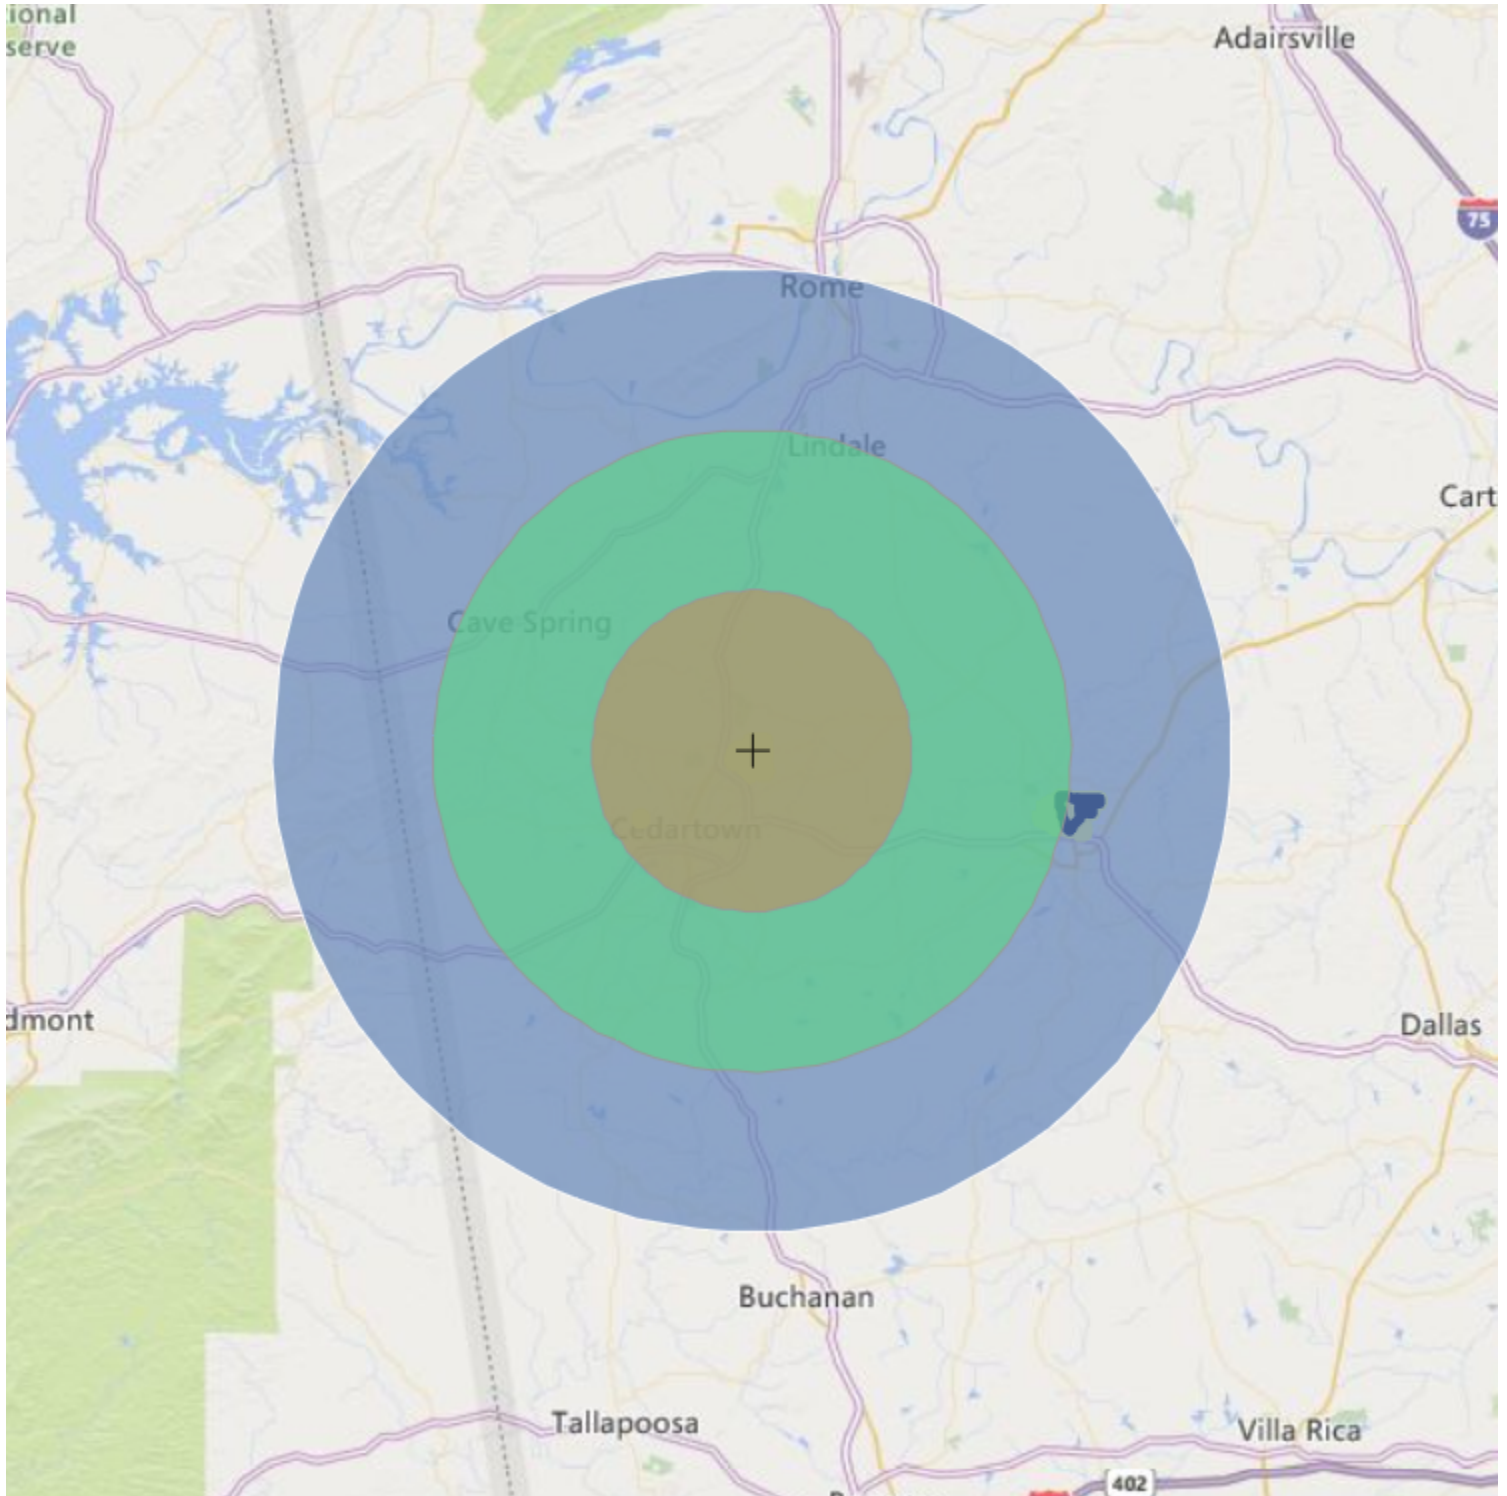 ional
serve
Adairsville
75
Rome
Lindale
Cart
Cave Spring
Cedartown
dmont
Dallas
Buchanan
Tallapoosa
Villa Rica
402